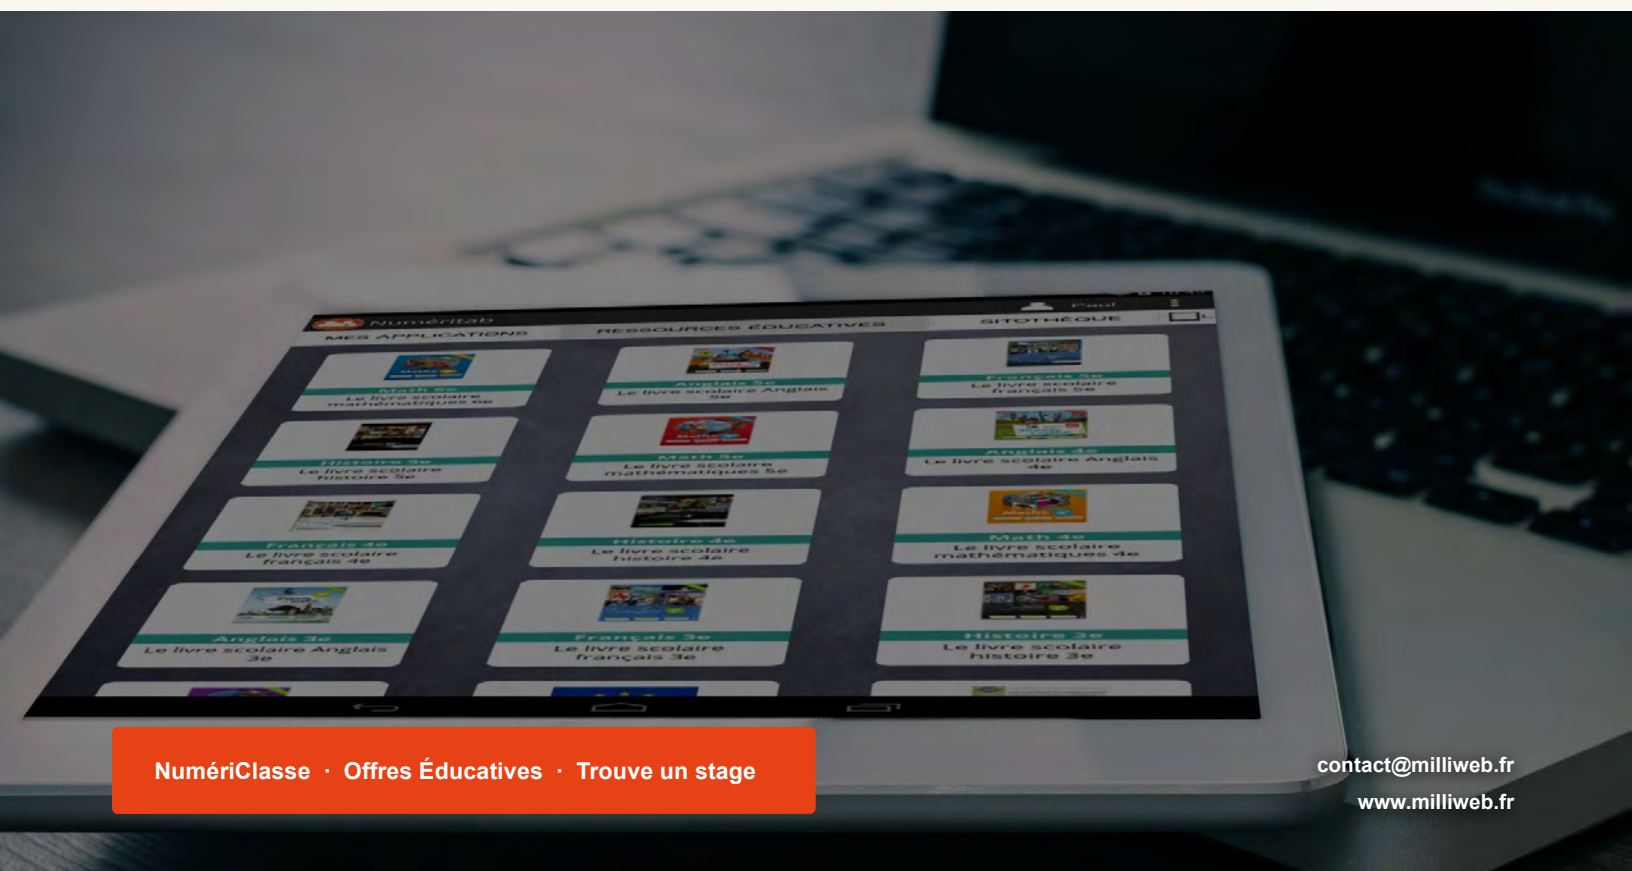 Numéritab
Paul
MES APPLICATIONS
RESSOURCES ÉDUCATIVES
SITOTHÈQUE
Math 6e
Le livre scolaire
mathématiques 6e
Anglais 5e
Le livre scolaire Anglais
5e
Français 5e
Le livre scolaire
français 5e
Histoire 5e
Le livre scolaire
histoire 5e
Math 5e
Le livre scolaire
mathématiques 5e
Anglais 4e
Le livre scolaire Anglais
4e
Français 4e
Le livre scolaire
français 4e
Histoire 4e
Le livre scolaire
histoire 4e
Math 4e
Le livre scolaire
mathématiques 4e
Anglais 3e
Le livre scolaire Anglais
3e
Français 3e
Le livre scolaire
français 3e
Histoire 3e
Le livre scolaire
histoire 3e
NumériClasse · Offres Éducatives · Trouve un stage
contact@milliweb.fr
www.milliweb.fr